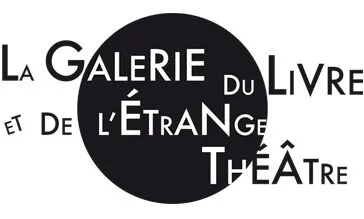 LA GALERIE DU LIVRE
ET DE L'ÉTRANGE
THÉÂTRE